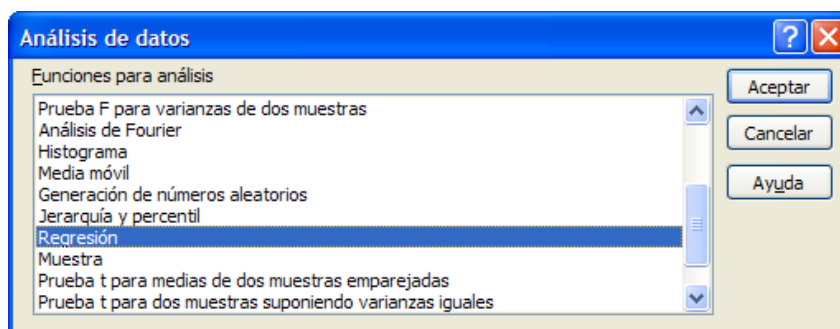 Análisis de datos
Funciones para análisis
Prueba F para varianzas de dos muestras
Análisis de Fourier
Histograma
Media móvil
Generación de números aleatorios
Jerarquía y percentil
Regresión
Muestra
Prueba t para medias de dos muestras emparejadas
Prueba t para dos muestras suponiendo varianzas iguales
Aceptar
Cancelar
Ayuda